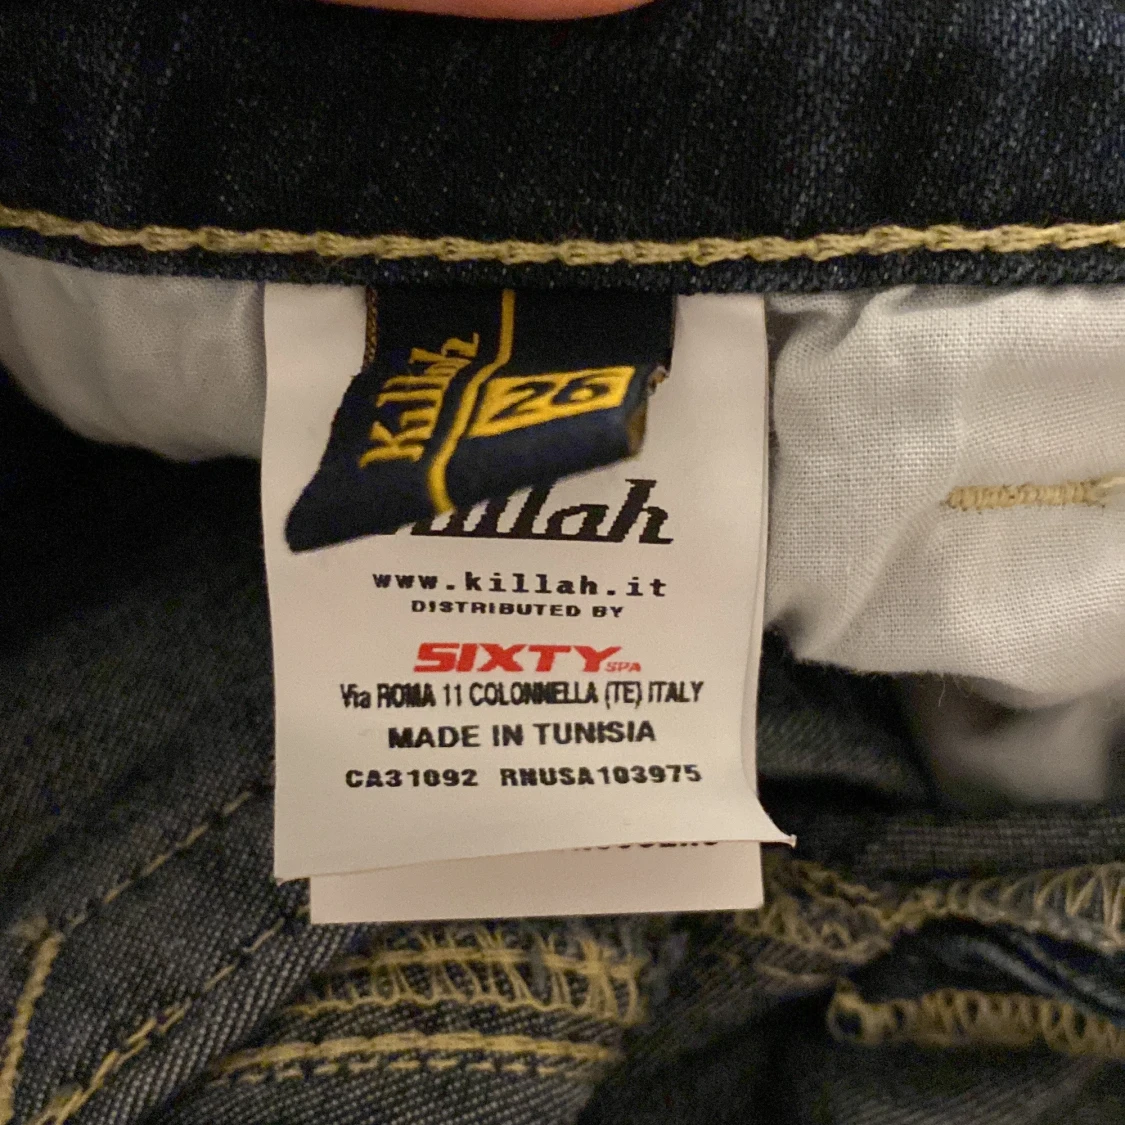 Killah
26
killah
www.killah.it
DISTRIBUTED BY
SIXTY SPA
Via ROMA 11 COLONNELLA (TE) ITALY
MADE IN TUNISIA
CA31092 RNUSA103975